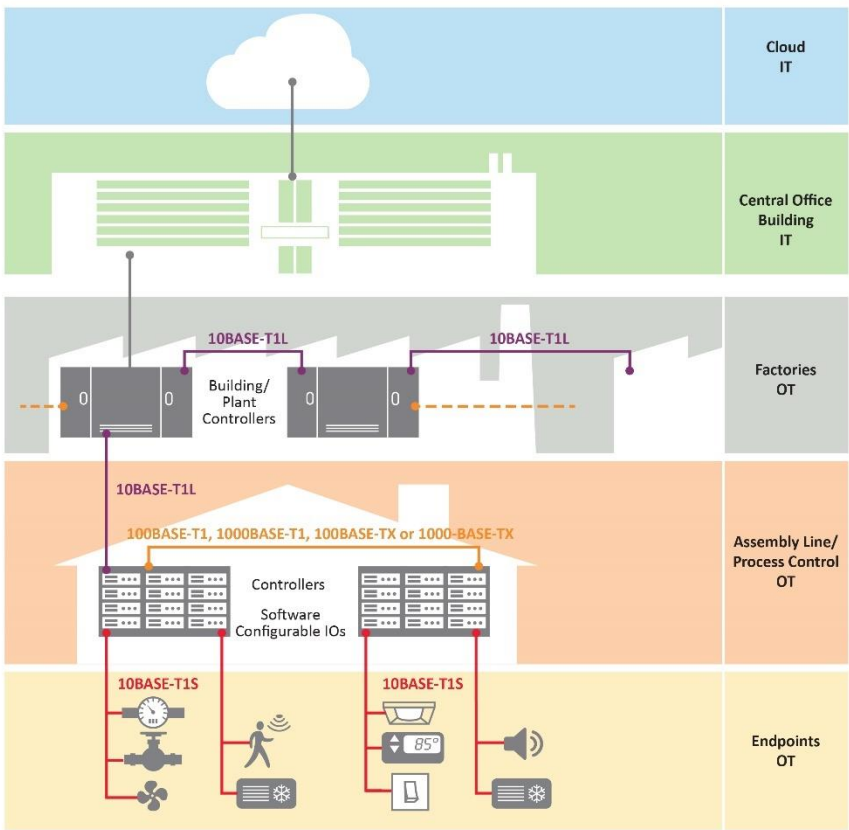 Cloud
IT
Central Office
Building
IT
10BASE-T1L
10BASE-T1L
Building/
Plant
Controllers
Factories
OT
10BASE-T1L
100BASE-T1, 1000BASE-T1, 100BASE-TX or 1000-BASE-TX
Controllers
Software
Configurable IOs
Assembly Line/
Process Control
OT
10BASE-T1S
10BASE-T1S
85°
Endpoints
OT